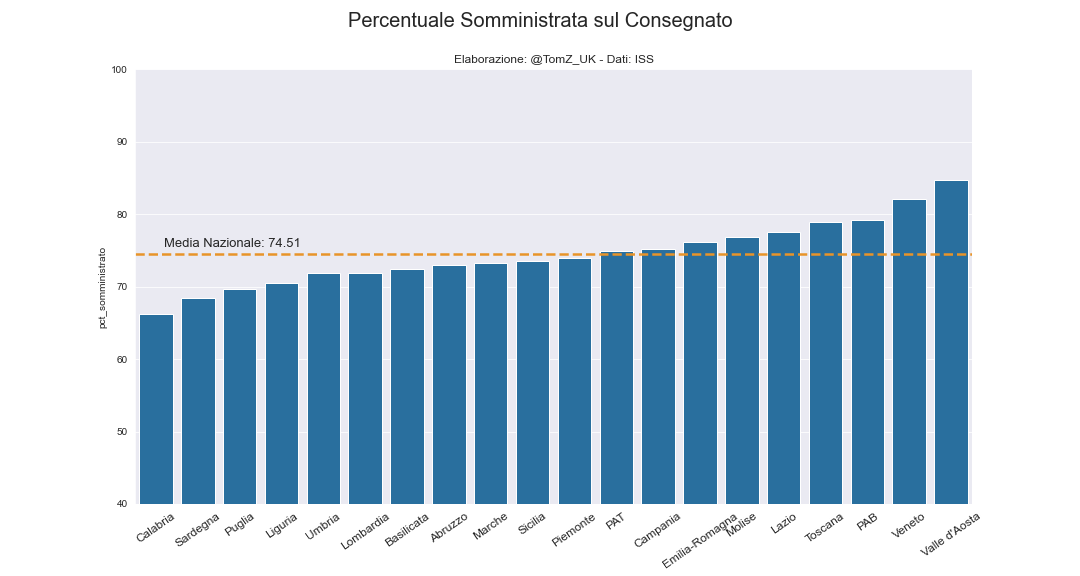 Percentuale Somministrata sul Consegnato
Elaborazione: @TomZ_UK - Dati: ISS
100
90
80
70
60
50
40
pct_somministrato
Media Nazionale: 74.51
Calabria
Sardegna
Puglia
Liguria
Umbria
Lombardia
Basilicata
Abruzzo
Marche
Sicilia
Piemonte
PAT
Campania
Emilia-Romagna
Molise
Lazio
Toscana
PAB
Veneto
Valle d'Aosta